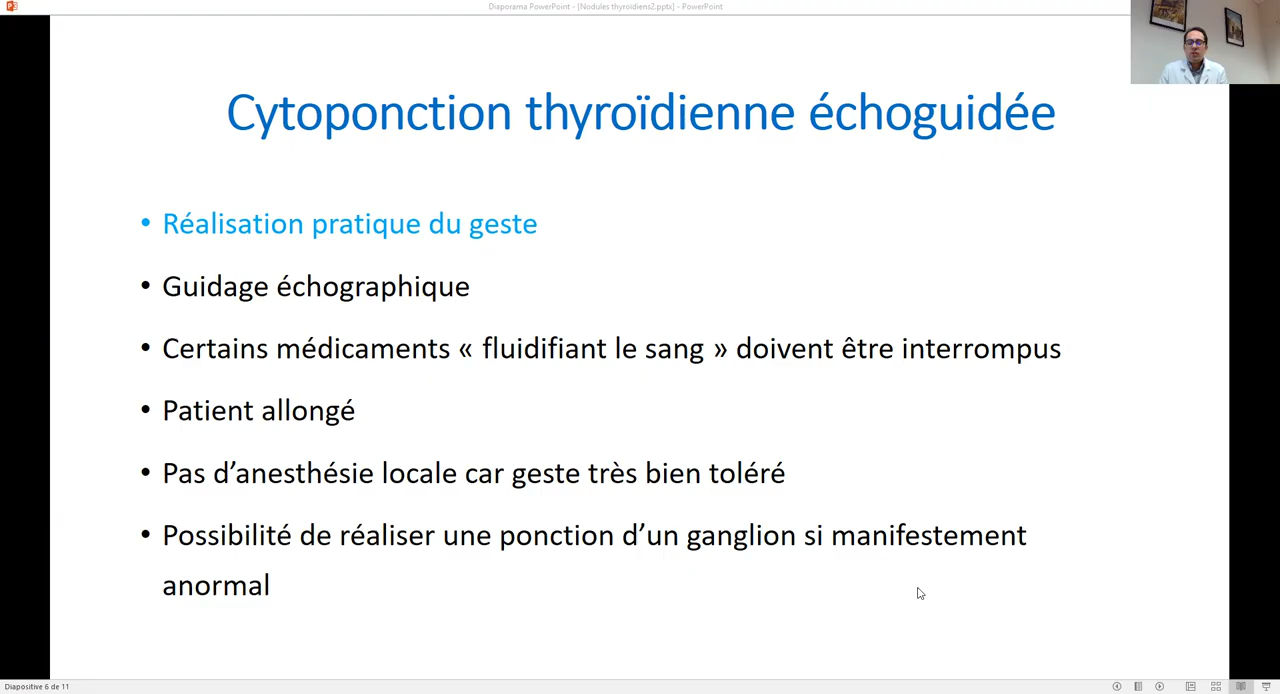 Diaporama PowerPoint - [Nodules thyroidiens2.pptx] - PowerPoint
Cytoponction thyroïdienne échoguidée
• Réalisation pratique du geste
• Guidage échographique
• Certains médicaments « fluidifiant le sang » doivent être interrompus
• Patient allongé
• Pas d’anesthésie locale car geste très bien toléré
• Possibilité de réaliser une ponction d’un ganglion si manifestement
anormal
Diapositive 6 de 11